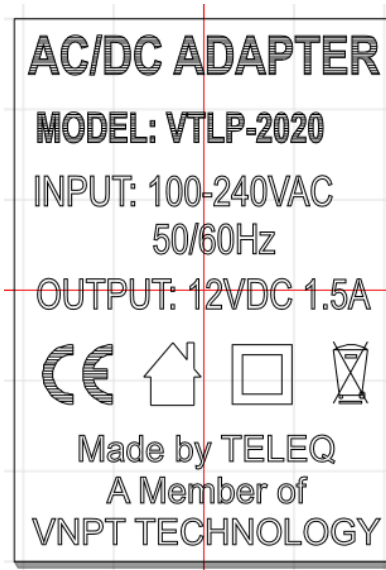 AC/DC ADAPTER
MODEL: VTLP-2020
INPUT: 100-240VAC
50/60Hz
OUTPUT: 12VDC 1.5A
CE
Made by TELEQ
A Member of
VNPT TECHNOLOGY